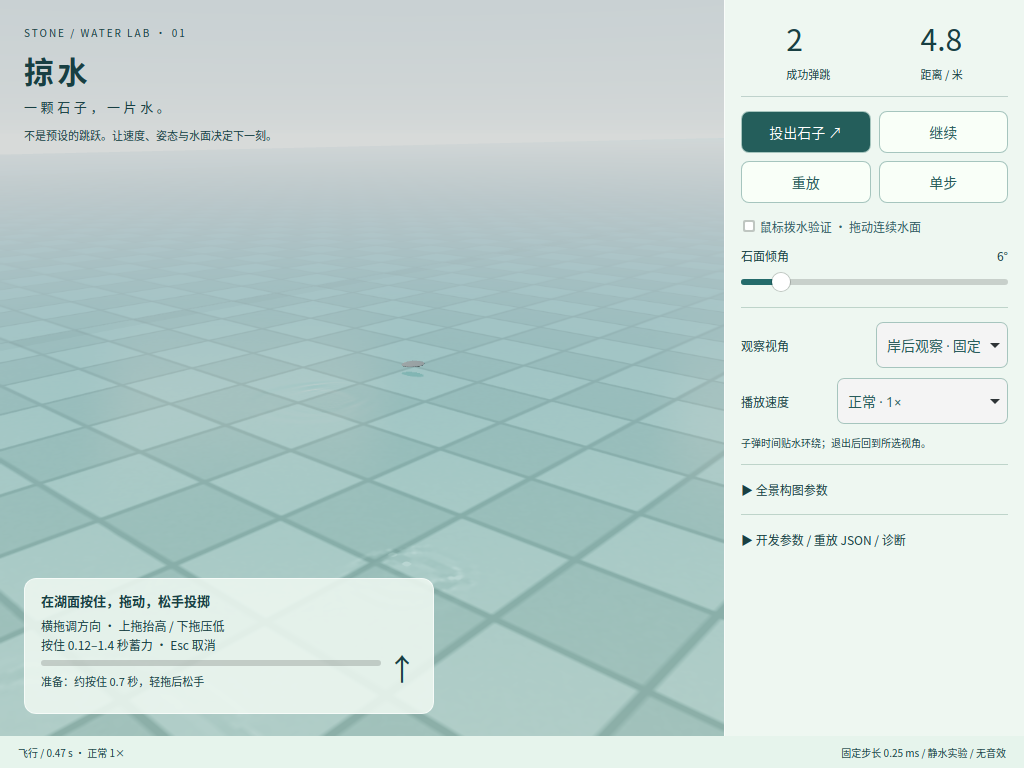 STONE / WATER LAB · 01
掠水
一颗石子，一片水。
不是预设的跳跃。让速度、姿态与水面决定下一刻。
2
成功弹跳
4.8
距离 / 米
投出石子 ↗
继续
重放
单步
鼠标拨水验证 · 拖动连续水面
石面倾角
6°
观察视角
岸后观察 · 固定
播放速度
正常 · 1×
子弹时间贴水环绕；退出后回到所选视角。
▶ 全景构图参数
▶ 开发参数 / 重放 JSON / 诊断
在湖面按住，拖动，松手投掷
横拖调方向 · 上拖抬高 / 下拖压低
按住 0.12–1.4 秒蓄力 · Esc 取消
↑
准备：约按住 0.7 秒，轻拖后松手
飞行 / 0.47 s · 正常 1×
固定步长 0.25 ms / 静水实验 / 无音效